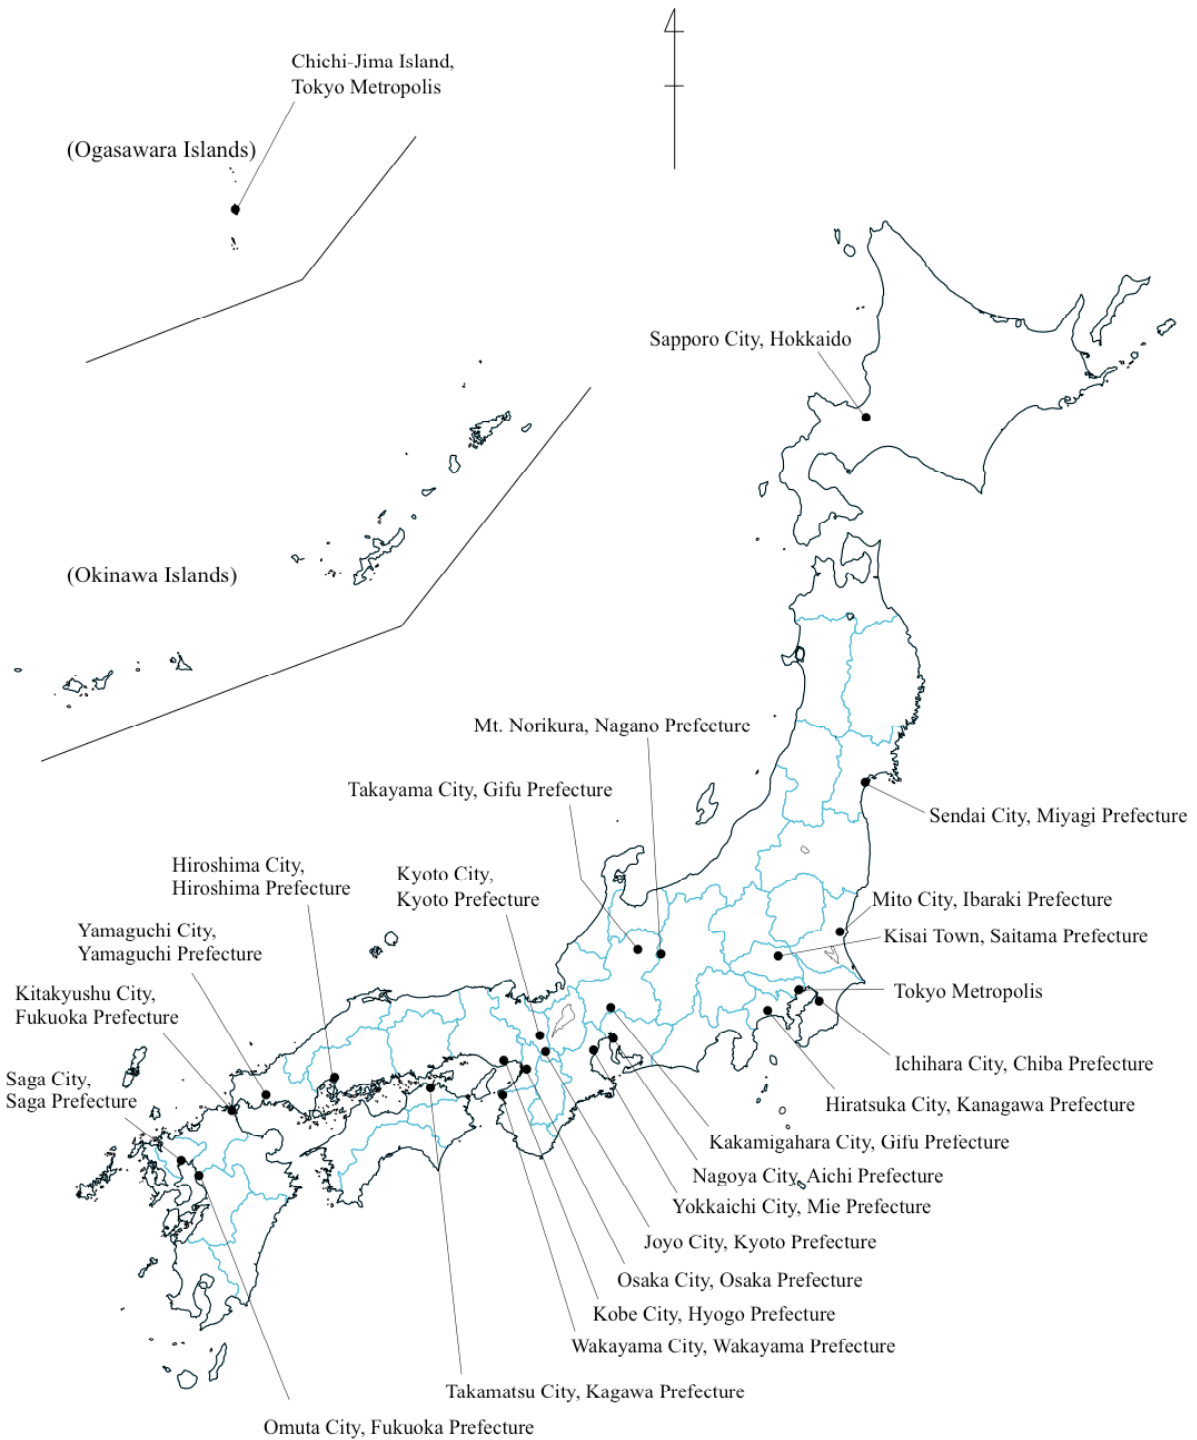 Chichi-Jima Island,
Tokyo Metropolis
(Ogasawara Islands)
Sapporo City, Hokkaido
(Okinawa Islands)
Mt. Norikura, Nagano Prefecture
Takayama City, Gifu Prefecture
Sendai City, Miyagi Prefecture
Hiroshima City,
Hiroshima Prefecture
Kyoto City,
Kyoto Prefecture
Mito City, Ibaraki Prefecture
Yamaguchi City,
Yamaguchi Prefecture
Kisai Town, Saitama Prefecture
Kitakyushu City,
Fukuoka Prefecture
Tokyo Metropolis
Ichihara City, Chiba Prefecture
Saga City,
Saga Prefecture
Hiratsuka City, Kanagawa Prefecture
Kakamigahara City, Gifu Prefecture
Nagoya City, Aichi Prefecture
Yokkaichi City, Mie Prefecture
Joyo City, Kyoto Prefecture
Osaka City, Osaka Prefecture
Kobe City, Hyogo Prefecture
Wakayama City, Wakayama Prefecture
Takamatsu City, Kagawa Prefecture
Omuta City, Fukuoka Prefecture